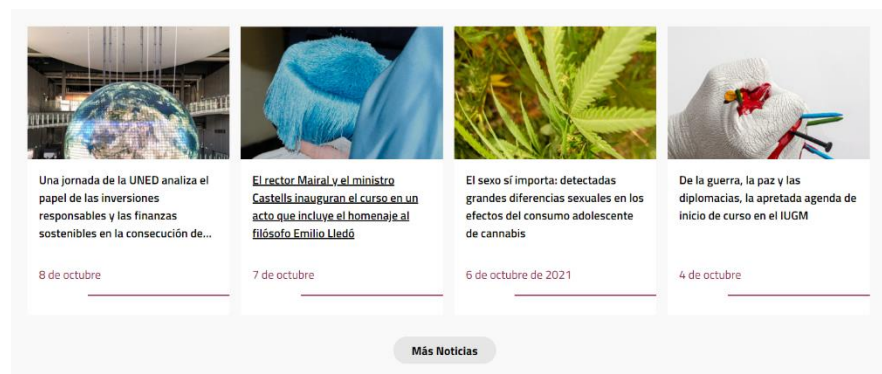 Una jornada de la UNED analiza el
papel de las inversiones
responsables y las finanzas
sostenibles en la consecución de...
8 de octubre
El rector Mairal y el ministro
Castells inauguran el curso en un
acto que incluye el homenaje al
filósofo Emilio Lledó
7 de octubre
El sexo sí importa: detectadas
grandes diferencias sexuales en los
efectos del consumo adolescente
de cannabis
6 de octubre de 2021
De la guerra, la paz y las
diplomacias, la apretada agenda de
inicio de curso en el IUGM
4 de octubre
Más Noticias